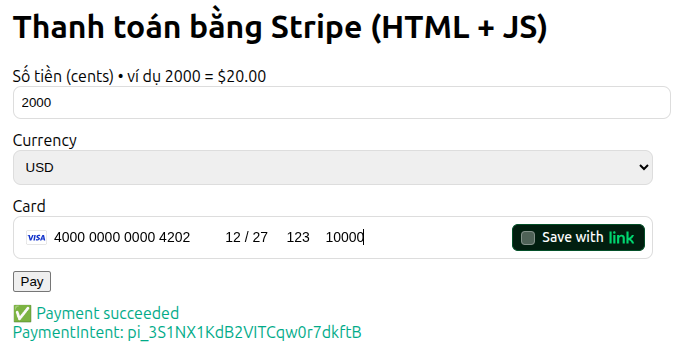 Thanh toán bằng Stripe (HTML + JS)
Số tiền (cents) • ví dụ 2000 = $20.00
2000
Currency
USD
Card
VISA 4000 0000 0000 4202 12 / 27 123 10000 Save with link
Pay
✅ Payment succeeded
PaymentIntent: pi_3S1NX1KdB2VITCqw0r7dkftB